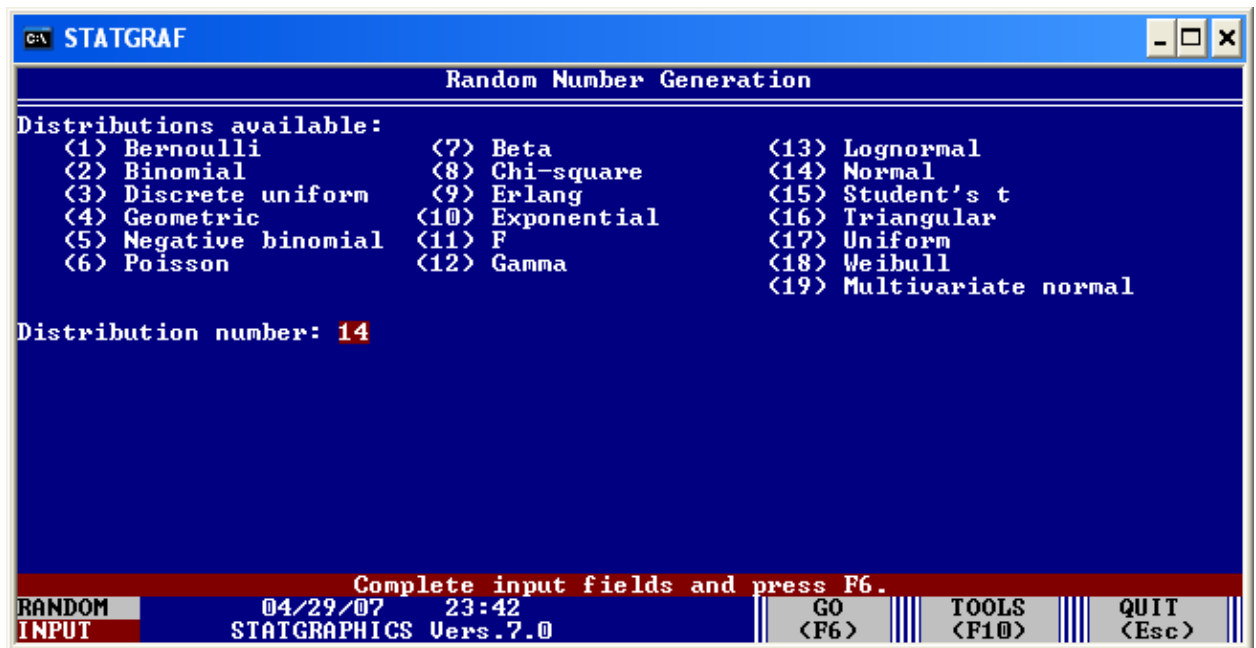 STATGRAF
Random Number Generation
Distributions available:
(1) Bernoulli (7) Beta (13) Lognormal
(2) Binomial (8) Chi-square (14) Normal
(3) Discrete uniform (9) Erlang (15) Student's t
(4) Geometric (10) Exponential (16) Triangular
(5) Negative binomial (11) F (17) Uniform
(6) Poisson (12) Gamma (18) Weibull
(19) Multivariate normal
Distribution number: 14
Complete input fields and press F6.
RANDOM 04/29/07 23:42 GO TOOLS QUIT
INPUT STATGRAPHICS Vers.7.0 (F6) (F10) (Esc)